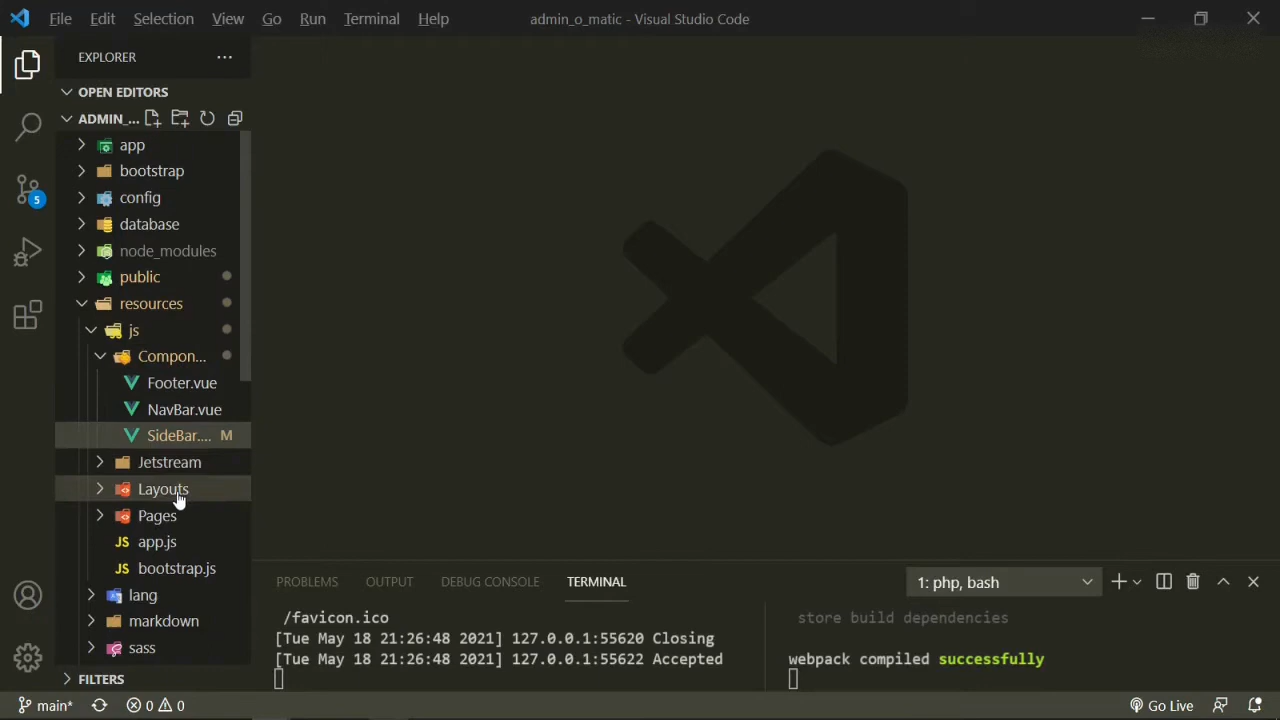 File Edit Selection View Go Run Terminal Help admin_o_matic - Visual Studio Code
EXPLORER
OPEN EDITORS
ADMIN_...
app
bootstrap
config
5
database
node_modules
public
resources
js
Compon...
Footer.vue
NavBar.vue
SideBar.... M
Jetstream
Layouts
Pages
JS app.js
JS bootstrap.js
lang
markdown
sass
FILTERS
PROBLEMS OUTPUT DEBUG CONSOLE TERMINAL 1: php, bash
/favicon.ico
[Tue May 18 21:26:48 2021] 127.0.0.1:55620 Closing
[Tue May 18 21:26:48 2021] 127.0.0.1:55622 Accepted
store build dependencies
webpack compiled successfully
main* 0 0 Go Live